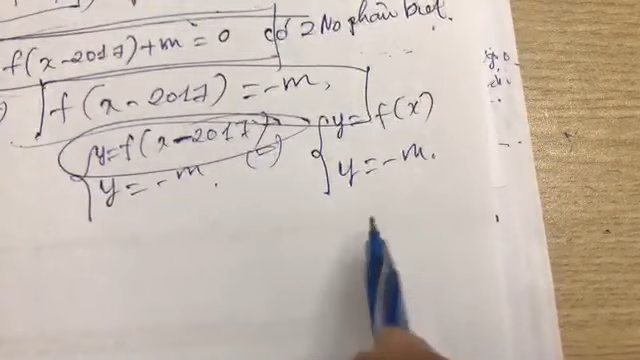 f(x-2017)+m=0 có 2 No phân biệt.
f(x-2017)=-m,
y=f(x-2017) y=f(x)
y=-m. (=) y=-m.